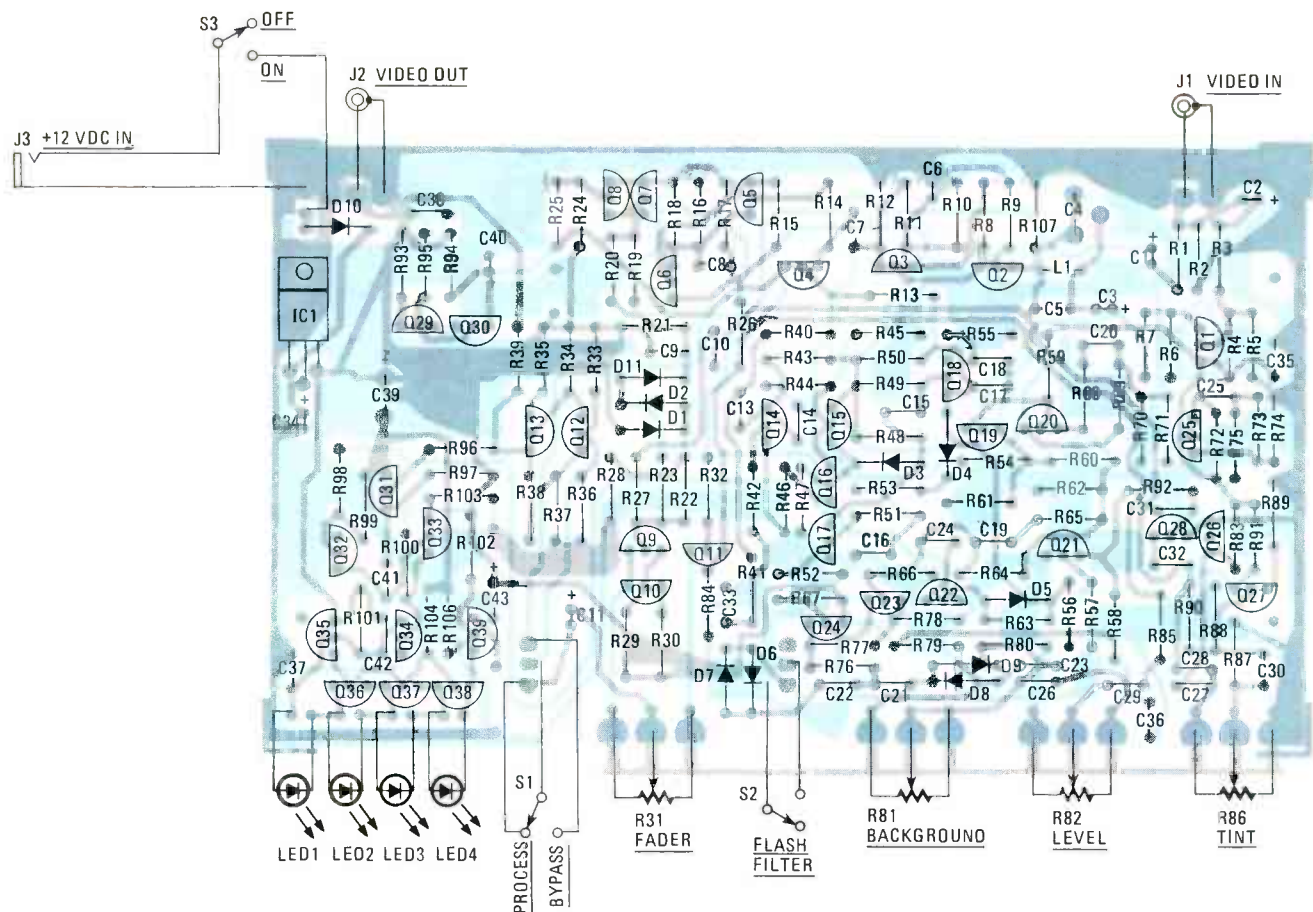 S3 OFF
ON
J2 VIDEO OUT
J1 VIDEO IN
J3 +12 VDC IN
D10
C38
R93
R95
R94
C40
IC1
Q29
Q30
C39
C34
R25
R24
Q8
Q7
R18
R16
R17
Q5
R15
R14
C7
R12
R11
C6
R10
R8
R9
R107
C4
C2 +
R1
R2
R3
C1 +
R20
R19
Q6
C8
Q4
Q3
Q2
L1
R13
C5
C3 +
R39
R35
R34
R33
R21
C9
C10
R26
R40
R45
R55
R43
R50
R44
R49
Q18
C18
C17
R59
C20
R7
R6
Q1
R4
R5
C35
D11
D2
D1
C13
Q14
C14
Q15
C15
R48
Q19
Q20
R70
R71
Q25
C25
R72
R75
R73
R74
Q13
Q12
R96
R97
R103
R98
R99
Q31
Q32
Q33
R100
R102
C41
C43 +
R38
R37
R36
R28
R27
R23
R22
R32
R42
R46
R47
Q16
Q17
D3
D4
R54
R53
R51
R61
R60
R62
R65
R92
C31
Q28
Q26
R83
R91
R89
C32
Q9
Q10
Q11
C16
C24
C19
Q21
R41
R52
R67
R66
R64
R84
C33
Q23
Q22
D5
R56
R57
R58
R90
Q27
Q35
R101
C42
Q34
R104
R106
Q39
C11 +
R29
R30
Q24
R78
R63
R77
R79
R80
R76
D9
C23
R85
R88
C28
R87
C30
C37
Q36
Q37
Q38
D7
D6
C22
C21
D8
C26
C29
C27
C36
LED1
LED2
LED3
LED4
S1
PROCESS
BYPASS
R31
FADER
S2
FLASH
FILTER
R81
BACKGROUND
R82
LEVEL
R86
TINT